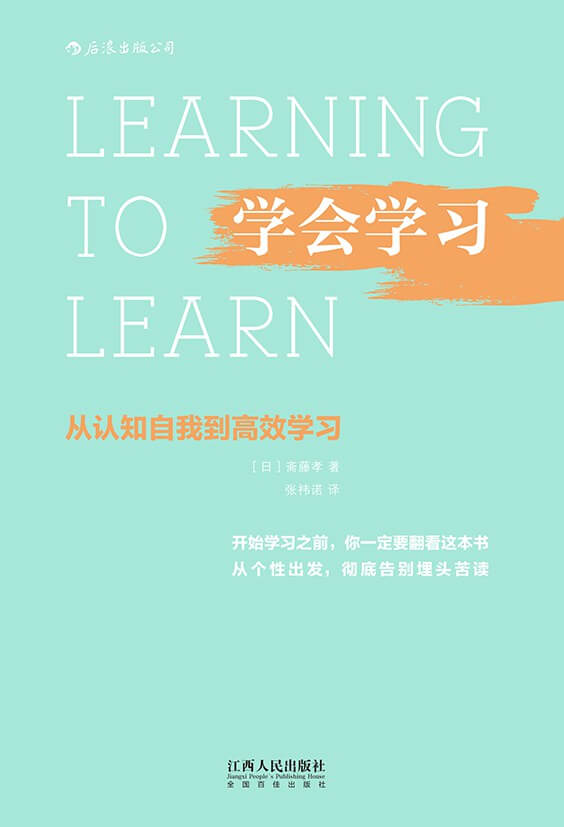 后浪出版公司
LEARNING
TO 学会学习
LEARN
从认知自我到高效学习
[日]斋藤孝 著
张祎诺 译
开始学习之前，你一定要翻看这本书
从个性出发，彻底告别埋头苦读
江西人民出版社
Jiangxi People's Publishing House
全国百佳出版社